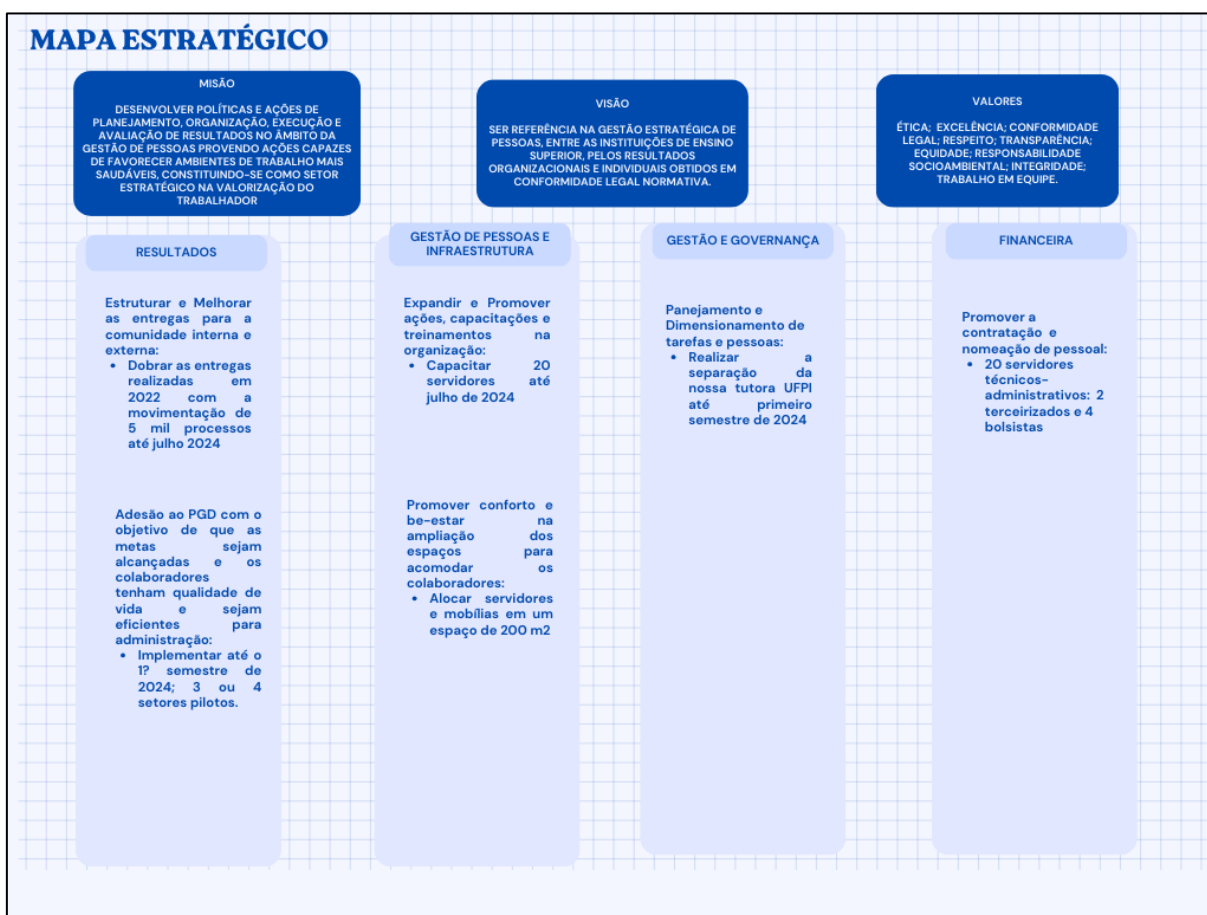 MAPA ESTRATÉGICO
MISÃO
DESENVOLVER POLÍTICAS E AÇÕES DE
PLANEJAMENTO, ORGANIZAÇÃO, EXECUÇÃO E
AVALIAÇÃO DE RESULTADOS NO ÂMBITO DA
GESTÃO DE PESSOAS PROVENDO AÇÕES CAPAZES
DE FAVORECER AMBIENTES DE TRABALHO MAIS
SAUDÁVEIS, CONSTITUINDO-SE COMO SETOR
ESTRATÉGICO NA VALORIZAÇÃO DO
TRABALHADOR
VISÃO
SER REFERÊNCIA NA GESTÃO ESTRATÉGICA DE
PESSOAS, ENTRE AS INSTITUIÇÕES DE ENSINO
SUPERIOR, PELOS RESULTADOS
ORGANIZACIONAIS E INDIVIDUAIS OBTIDOS EM
CONFORMIDADE LEGAL NORMATIVA.
VALORES
ÉTICA; EXCELÊNCIA; CONFORMIDADE
LEGAL; RESPEITO; TRANSPARÊNCIA;
EQUIDADE; RESPONSABILIDADE
SOCIOAMBIENTAL; INTEGRIDADE;
TRABALHO EM EQUIPE.
RESULTADOS
Estruturar e Melhorar
as entregas para a
comunidade interna e
externa:
• Dobrar as entregas
realizadas em
2022 com a
movimentação de
5 mil processos
até julho 2024
Adesão ao PGD com o
objetivo de que as
metas sejam
alcançadas e os
colaboradores
tenham qualidade de
vida e sejam
eficientes para
administração:
• Implementar até o
1? semestre de
2024; 3 ou 4
setores pilotos.
GESTÃO DE PESSOAS E
INFRAESTRUTURA
Expandir e Promover
ações, capacitações e
treinamentos na
organização:
• Capacitar 20
servidores até
julho de 2024
Promover conforto e
be-estar na
ampliação dos
espaços para
acomodar os
colaboradores:
• Alocar servidores
e mobílias em um
espaço de 200 m2
GESTÃO E GOVERNANÇA
Panejamento e
Dimensionamento de
tarefas e pessoas:
• Realizar a
separação da
nossa tutora UFPI
até primeiro
semestre de 2024
FINANCEIRA
Promover a
contratação e
nomeação de pessoal:
• 20 servidores
técnicos-
administrativos: 2
terceirizados e 4
bolsistas